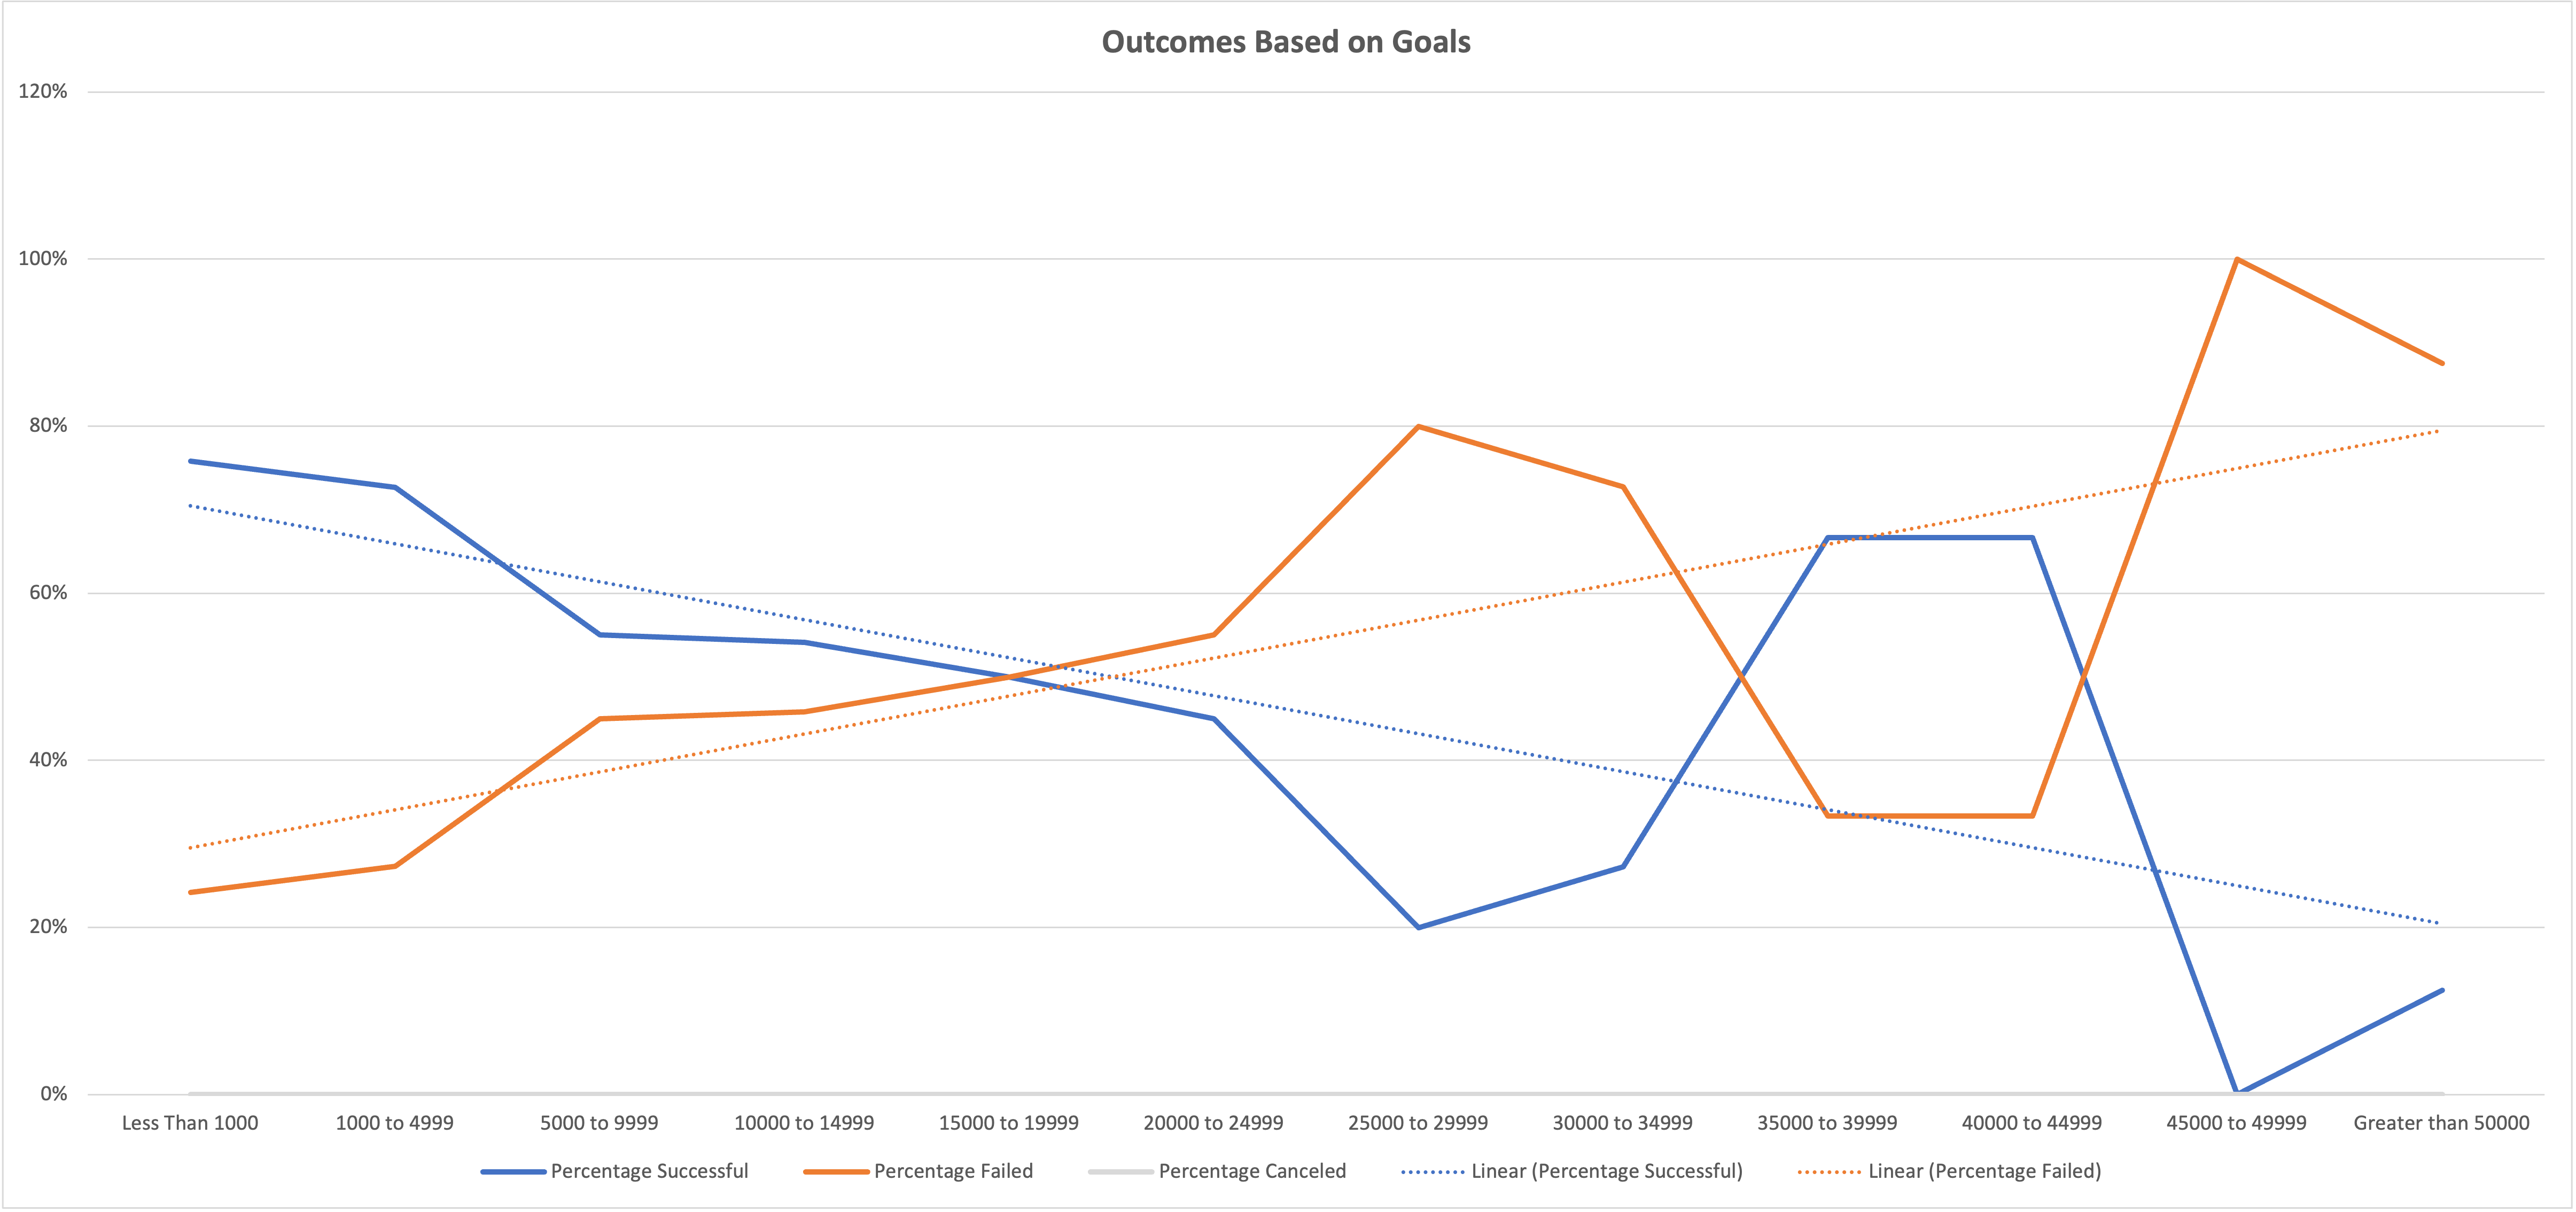 Outcomes Based on Goals
120%
100%
80%
60%
40%
20%
0%
Less Than 1000 1000 to 4999 5000 to 9999 10000 to 14999 15000 to 19999 20000 to 24999 25000 to 29999 30000 to 34999 35000 to 39999 40000 to 44999 45000 to 49999 Greater than 50000
Percentage Successful Percentage Failed Percentage Canceled Linear (Percentage Successful) Linear (Percentage Failed)